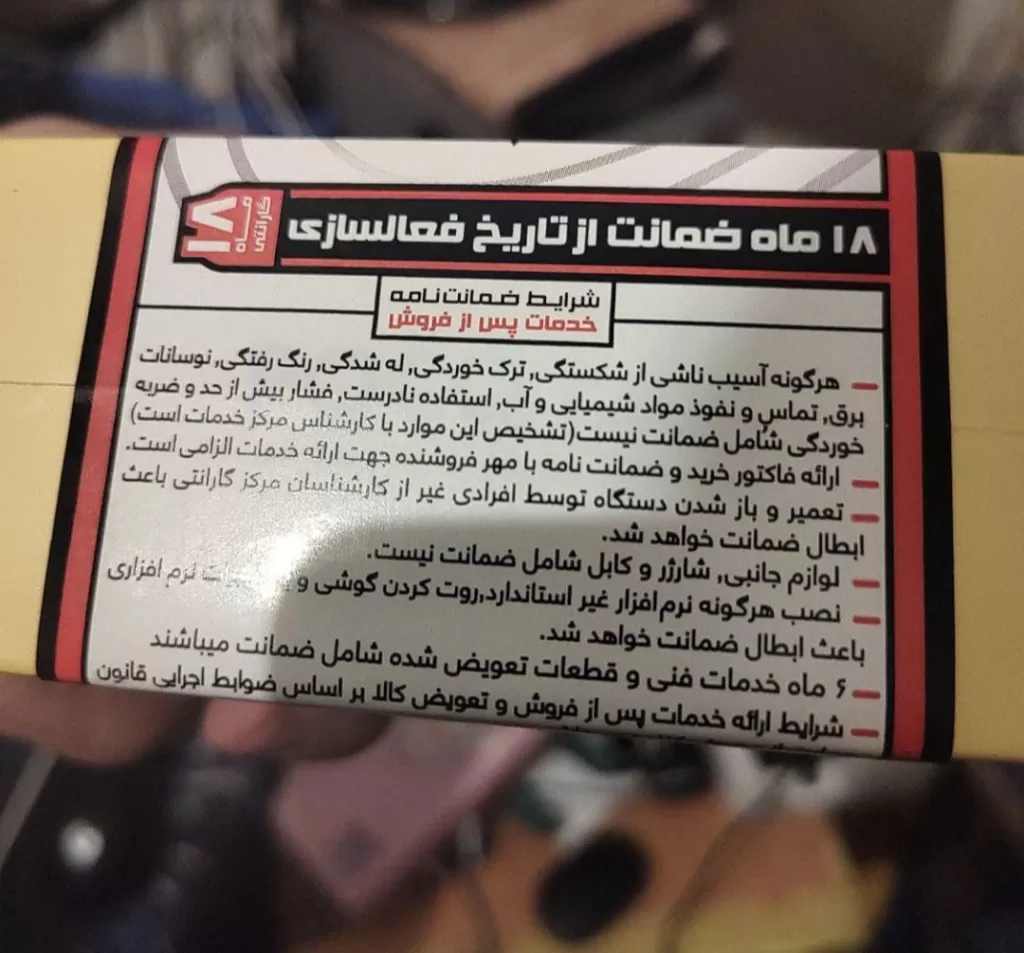 ۱۸ ماه ضمانت از تاریخ فعالسازی
۱۸ ماه گارانتی
شرایط ضمانت نامه
خدمات پس از فروش
هرگونه آسیب ناشی از شکستگی, ترک خوردگی, له شدگی, رنگ رفتگی, نوسانات
برق, تماس و نفوذ مواد شیمیایی و آب, استفاده نادرست, فشار بیش از حد و ضربه
خوردگی شامل ضمانت نیست(تشخیص این موارد با کارشناس مرکز خدمات است)
ارائه فاکتور خرید و ضمانت نامه با مهر فروشنده جهت ارائه خدمات الزامی است.
تعمیر و باز شدن دستگاه توسط افرادی غیر از کارشناسان مرکز گارانتی باعث
ابطال ضمانت خواهد شد.
لوازم جانبی, شارژر و کابل شامل ضمانت نیست.
نصب هرگونه نرم‌افزار غیر استاندارد,روت کردن گوشی و نرم افزاری
باعث ابطال ضمانت خواهد شد.
۶ ماه خدمات فنی و قطعات تعویض شده شامل ضمانت میباشند
شرایط ارائه خدمات پس از فروش و تعویض کالا بر اساس ضوابط اجرایی قانون